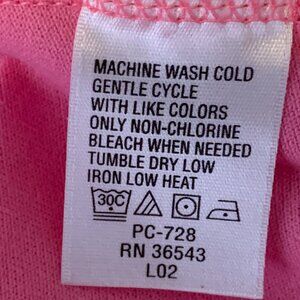 MACHINE WASH COLD
GENTLE CYCLE
WITH LIKE COLORS
ONLY NON-CHLORINE
BLEACH WHEN NEEDED
TUMBLE DRY LOW
IRON LOW HEAT
30C
PC-728
RN 36543
L02